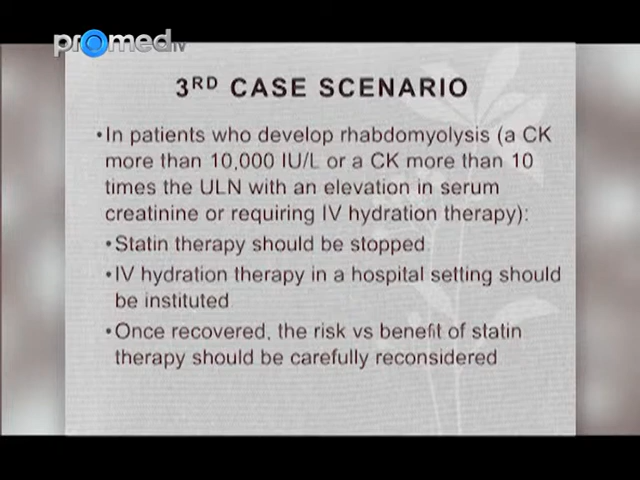 promedTV
3RD CASE SCENARIO
•In patients who develop rhabdomyolysis (a CK
more than 10,000 IU/L or a CK more than 10
times the ULN with an elevation in serum
creatinine or requiring IV hydration therapy):
•Statin therapy should be stopped
•IV hydration therapy in a hospital setting should
be instituted
•Once recovered, the risk vs benefit of statin
therapy should be carefully reconsidered